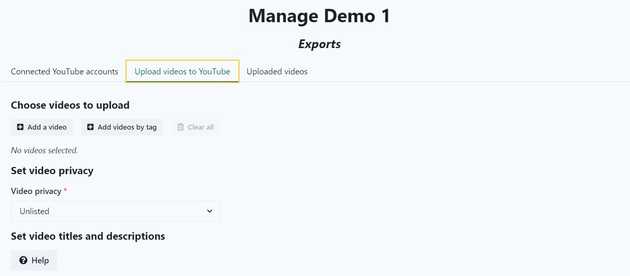 Manage Demo 1
Exports
Connected YouTube accounts Upload videos to YouTube Uploaded videos
Choose videos to upload
Add a video Add videos by tag Clear all
No videos selected.
Set video privacy
Video privacy *
Unlisted
Set video titles and descriptions
Help